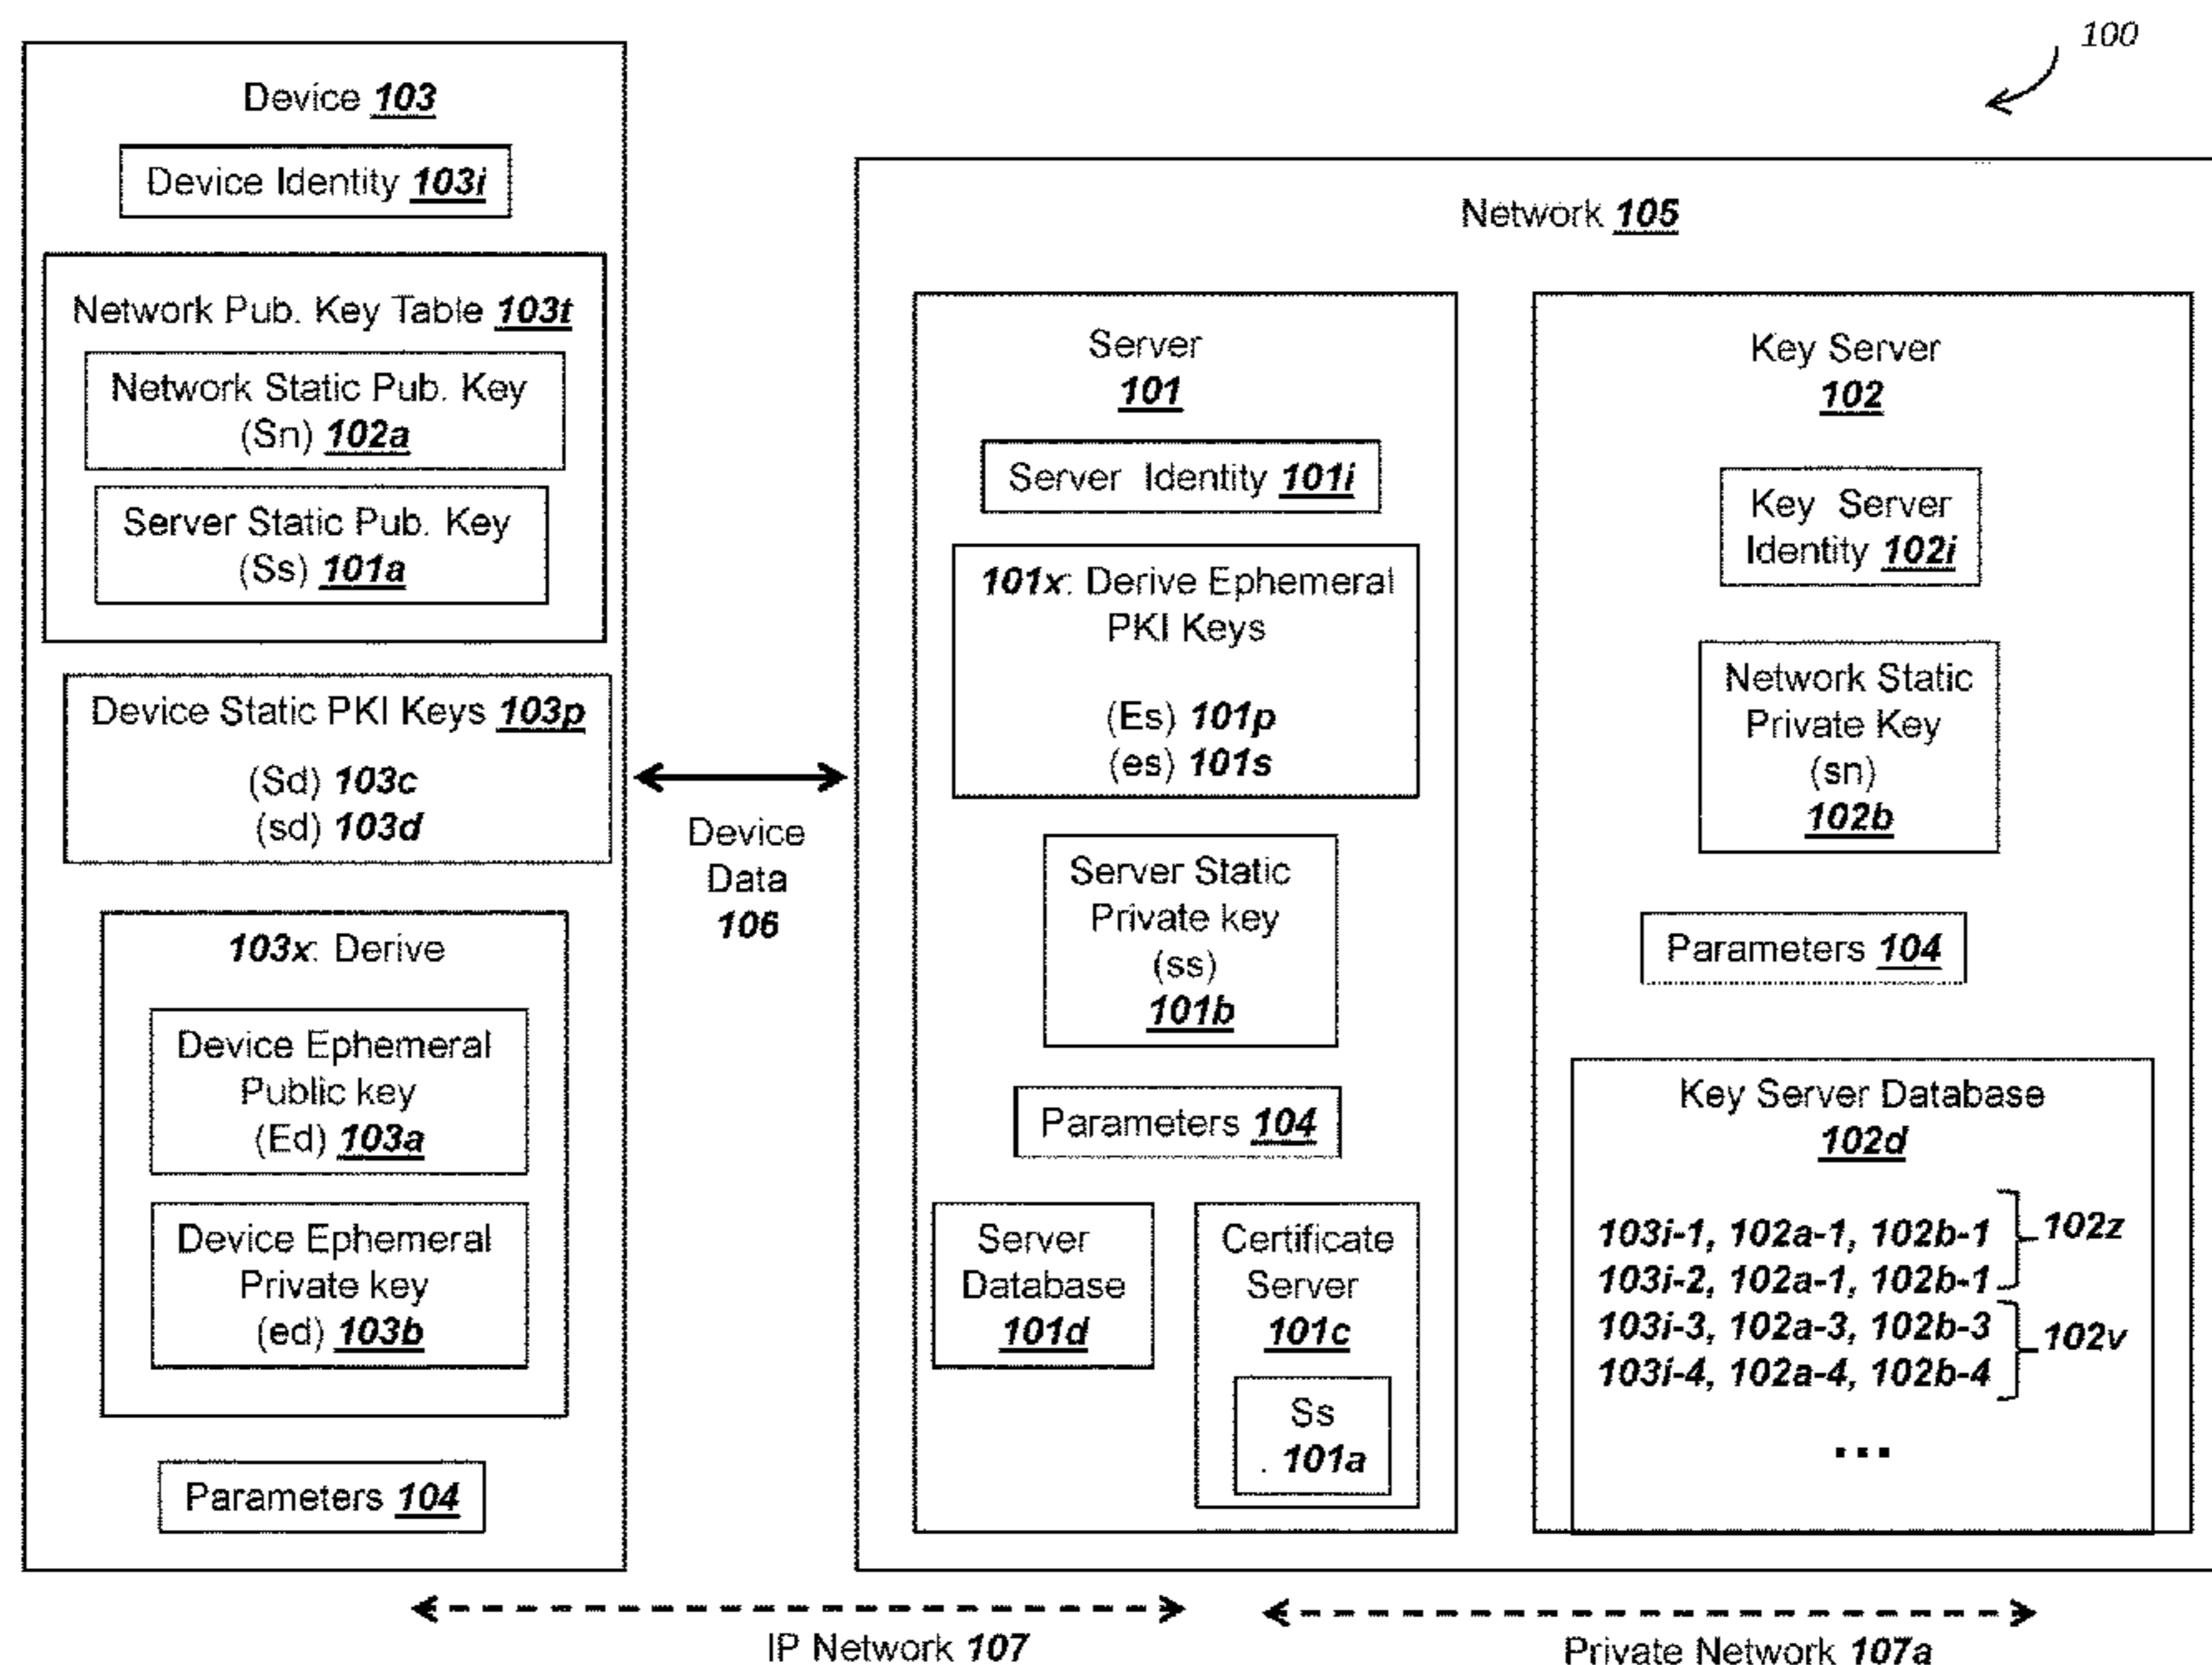 100
Device 103
Device Identity 103i
Network Pub. Key Table 103t
Network Static Pub. Key
(Sn) 102a
Server Static Pub. Key
(Ss) 101a
Device Static PKI Keys 103p
(Sd) 103c
(sd) 103d
103x: Derive
Device Ephemeral
Public key
(Ed) 103a
Device Ephemeral
Private key
(ed) 103b
Parameters 104
Device
Data
106
Network 105
Server
101
Server Identity 101i
101x: Derive Ephemeral
PKI Keys
(Es) 101p
(es) 101s
Server Static
Private key
(ss)
101b
Parameters 104
Server
Database
101d
Certificate
Server
101c
Ss
. 101a
Key Server
102
Key Server
Identity 102i
Network Static
Private Key
(sn)
102b
Parameters 104
Key Server Database
102d
103i-1, 102a-1, 102b-1
103i-2, 102a-1, 102b-1
102z
103i-3, 102a-3, 102b-3
103i-4, 102a-4, 102b-4
102v
...
IP Network 107
Private Network 107a